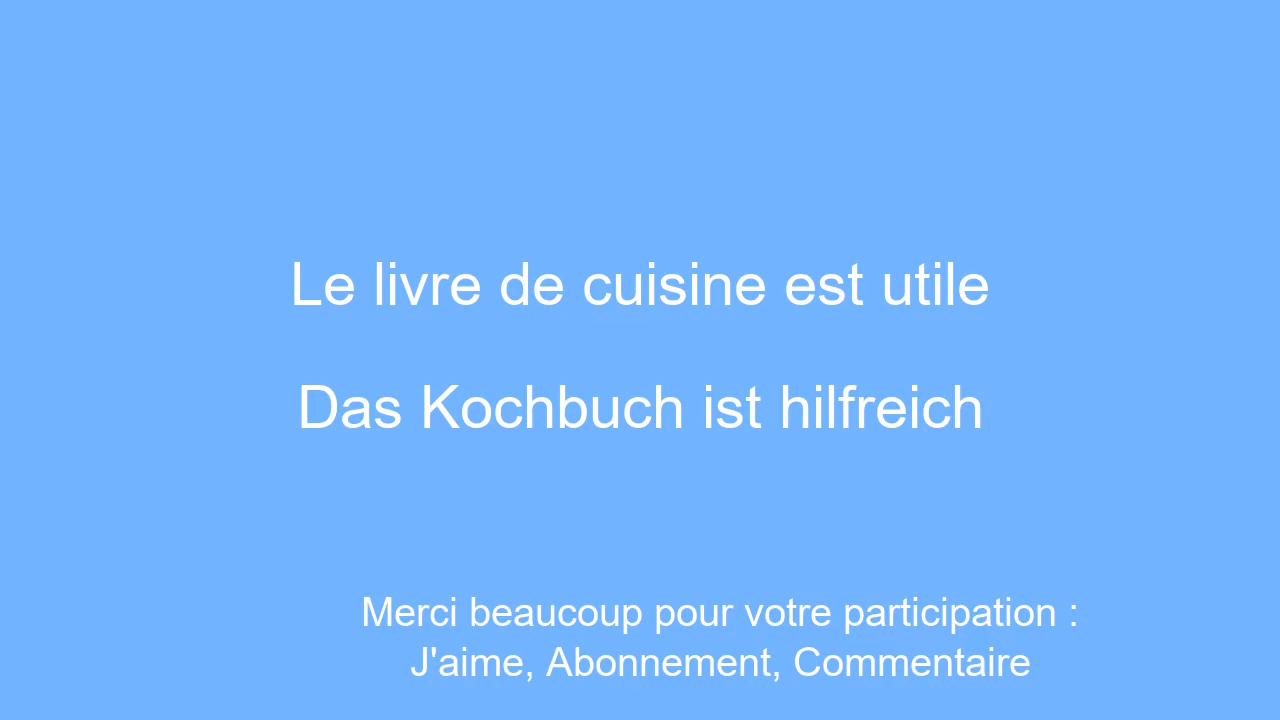 Le livre de cuisine est utile
Das Kochbuch ist hilfreich
Merci beaucoup pour votre participation :
J'aime, Abonnement, Commentaire